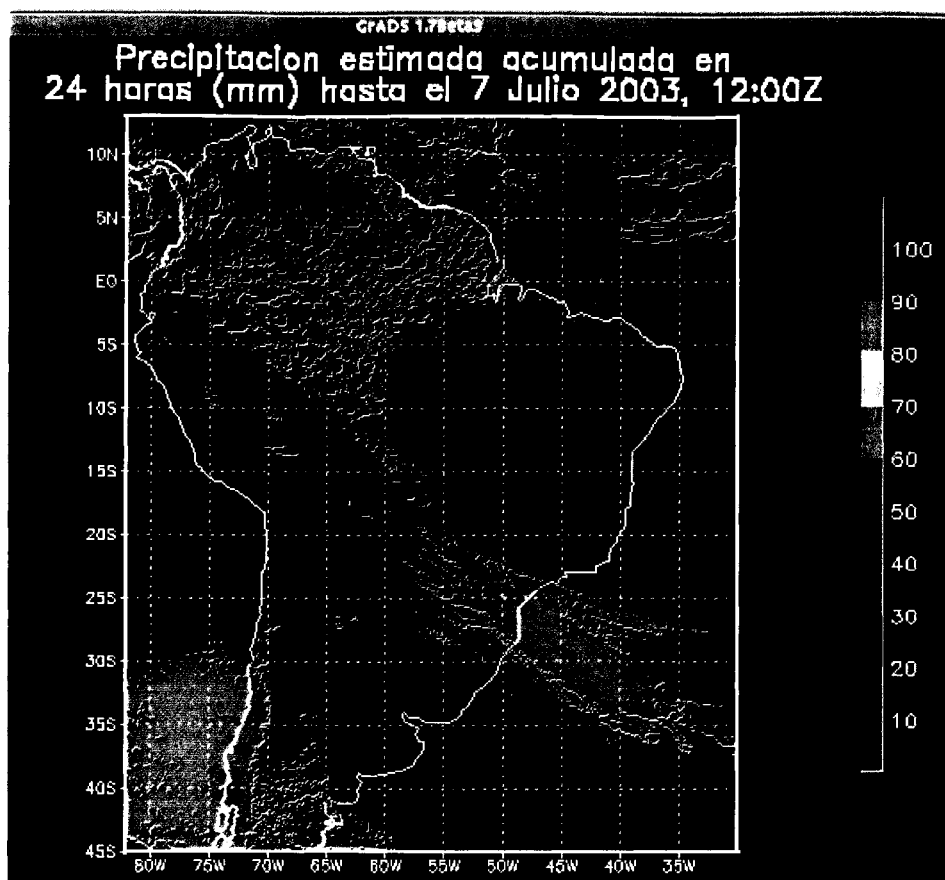 GrADS 1.7Beta9
Precipitacion estimada acumulada en
24 horas (mm) hasta el 7 Julio 2003, 12:00Z
10N
5N
EQ
5S
10S
15S
20S
25S
30S
35S
40S
45S
80W 75W 70W 65W 60W 55W 50W 45W 40W 35W
100
90
80
70
60
50
40
30
20
10